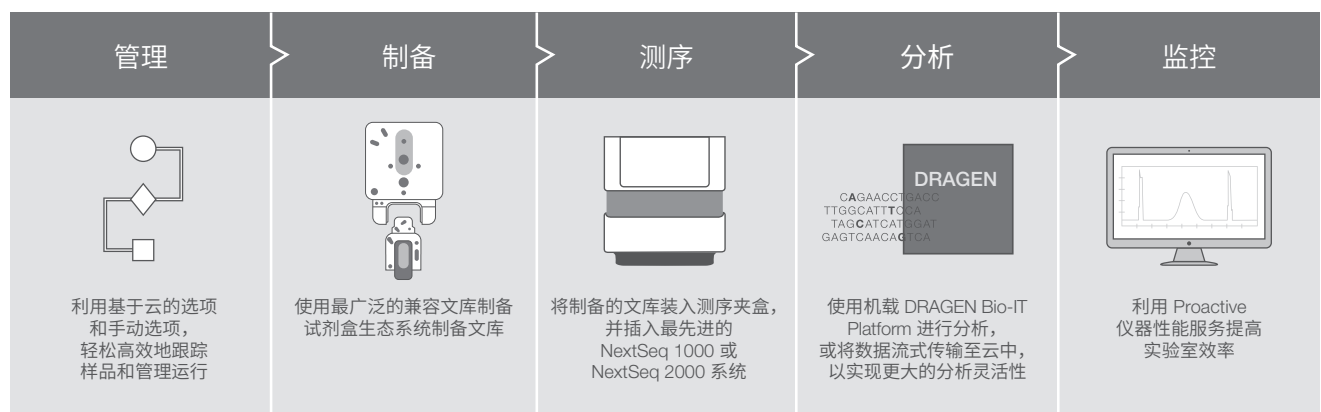 管理
制备
测序
分析
监控
DRAGEN
CAGAACCTGACC
TTGGCATTTCCA
TAGCATCATGGAT
GAGTCAACAGTCA
利用基于云的选项
和手动选项，
轻松高效地跟踪
样品和管理运行
使用最广泛的兼容文库制备
试剂盒生态系统制备文库
将制备的文库装入测序夹盒，
并插入最先进的
NextSeq 1000 或
NextSeq 2000 系统
使用机载 DRAGEN Bio-IT
Platform 进行分析，
或将数据流式传输至云中，
以实现更大的分析灵活性
利用 Proactive
仪器性能服务提高
实验室效率